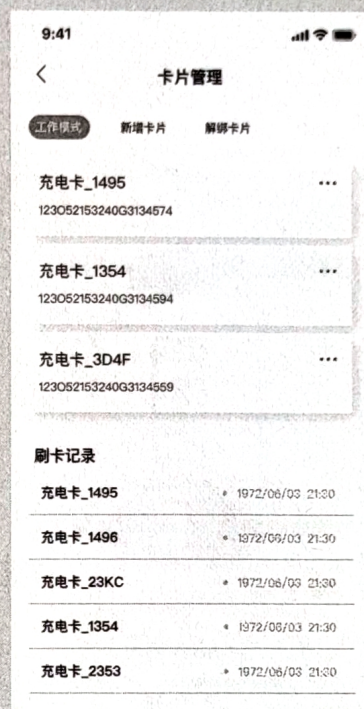 9:41
卡片管理
工作模式 新增卡片 解绑卡片
充电卡_1495
123O52153240G3134574
充电卡_1354
123O52153240G3134594
充电卡_3D4F
123O52153240G3134559
刷卡记录
充电卡_1495 1972/06/03 21:30
充电卡_1496 1972/06/03 21:30
充电卡_23KC 1972/06/03 21:30
充电卡_1354 1972/06/03 21:30
充电卡_2353 1972/06/03 21:30